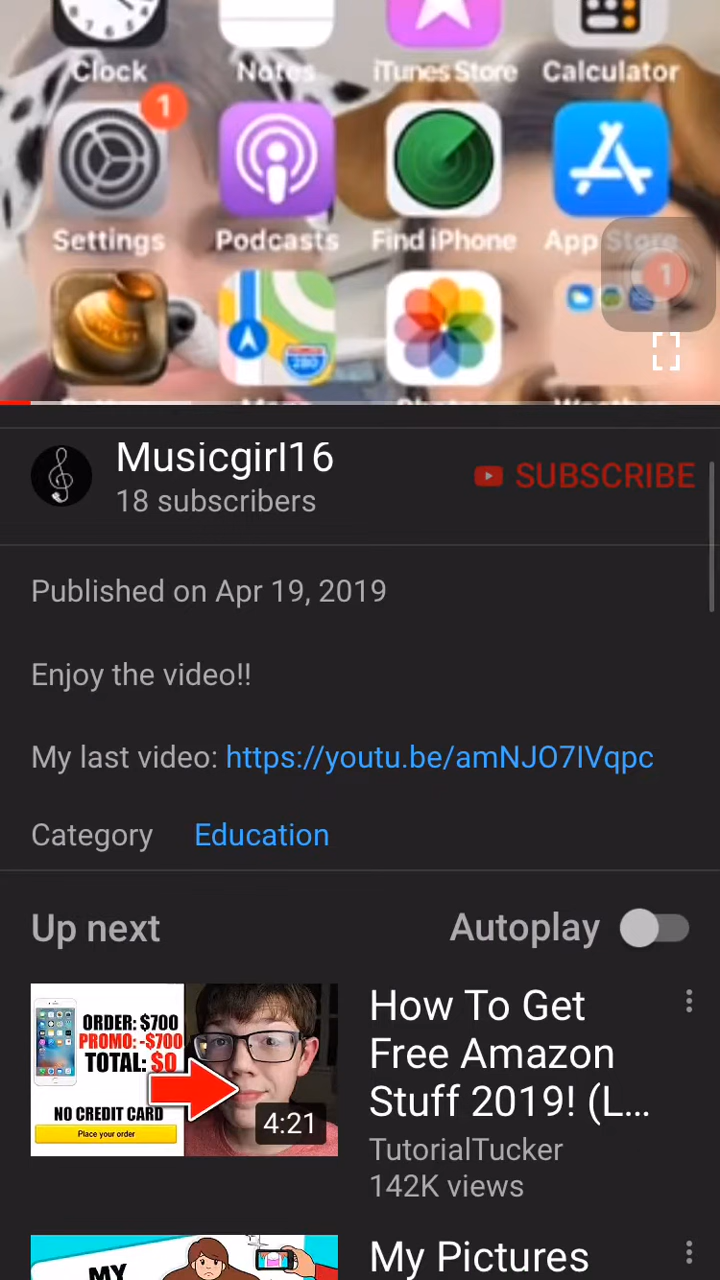 Clock Notes iTunes Store Calculator
1
Settings Podcasts Find iPhone App Store
1
280
Musicgirl16
18 subscribers
SUBSCRIBE
Published on Apr 19, 2019
Enjoy the video!!
My last video: https://youtu.be/amNJO7IVqpc
Category Education
Up next
Autoplay
ORDER: $700
PROMO: -$700
TOTAL: $0
NO CREDIT CARD
Place your order
4:21
How To Get
Free Amazon
Stuff 2019! (L...
TutorialTucker
142K views
MY
My Pictures